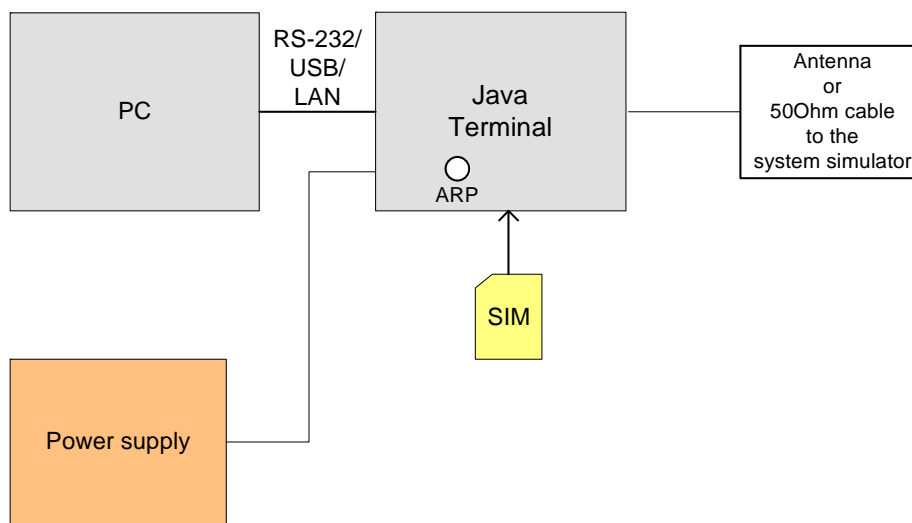 PC
RS-232/
USB/
LAN
Java
Terminal
ARP
Antenna
or
50Ohm cable
to the
system simulator
SIM
Power supply